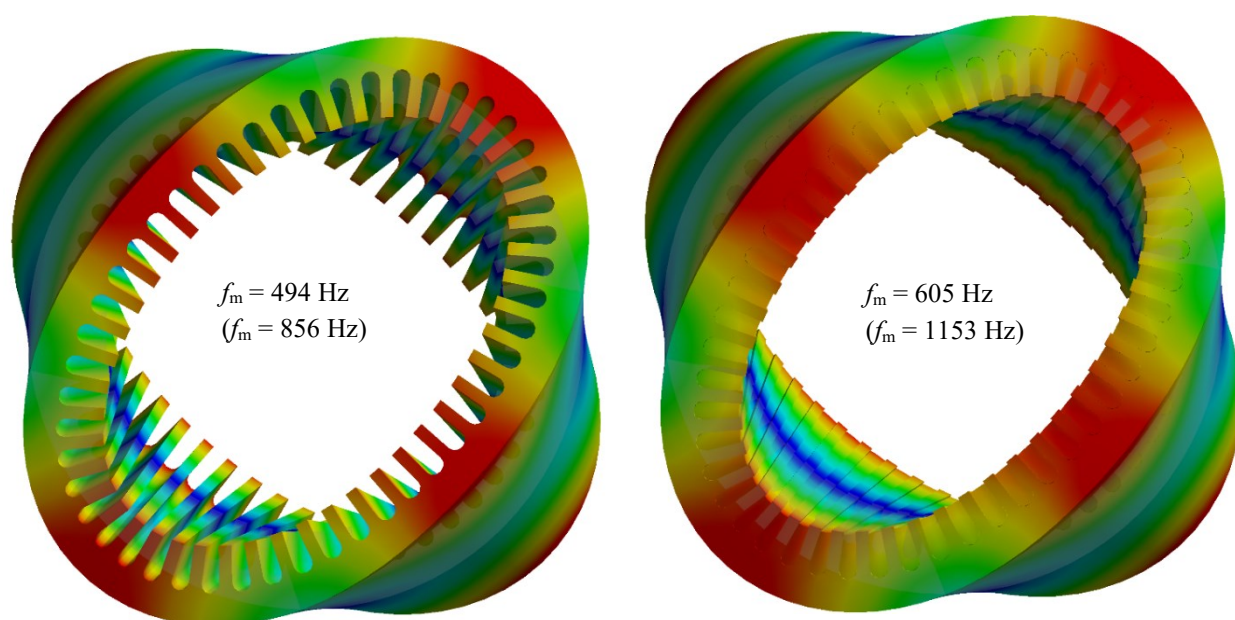 fm = 494 Hz
(fm = 856 Hz)
fm = 605 Hz
(fm = 1153 Hz)